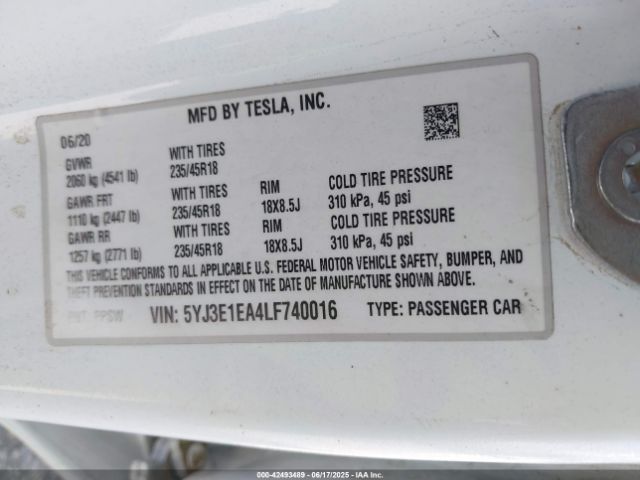 MFD BY TESLA, INC.
06/20
GVWR
2060 kg (4541 lb)
WITH TIRES
235/45R18
GAWR FRT
1110 kg (2447 lb)
WITH TIRES
235/45R18
RIM
18X8.5J
COLD TIRE PRESSURE
310 kPa, 45 psi
GAWR RR
1257 kg (2771 lb)
WITH TIRES
235/45R18
RIM
18X8.5J
COLD TIRE PRESSURE
310 kPa, 45 psi
THIS VEHICLE CONFORMS TO ALL APPLICABLE U.S. FEDERAL MOTOR VEHICLE SAFETY, BUMPER, AND
THEFT PREVENTION STANDARDS IN EFFECT ON THE DATE OF MANUFACTURE SHOWN ABOVE.
PNT: PPSW VIN: 5YJ3E1EA4LF740016 TYPE: PASSENGER CAR
000-42493489 - 06/17/2025 - IAA Inc.